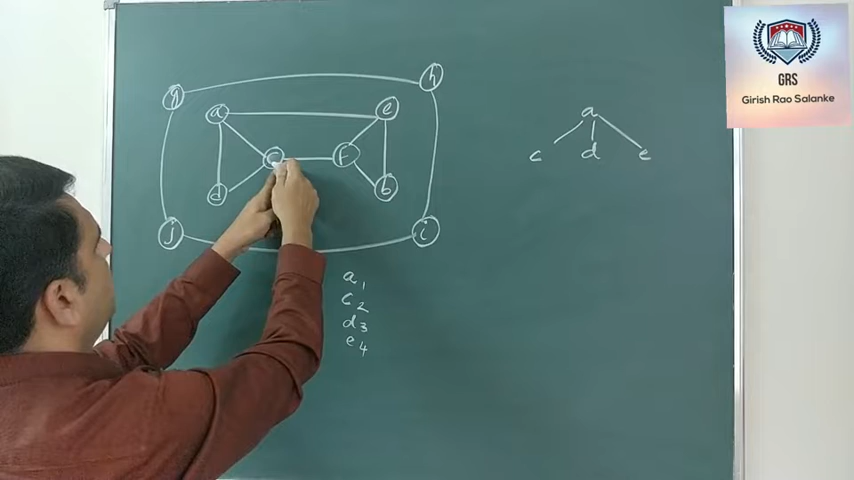 GRS
Girish Rao Salanke
g h
a e
c F
d b
j i
a 1
c 2
d 3
e 4
a
c d e